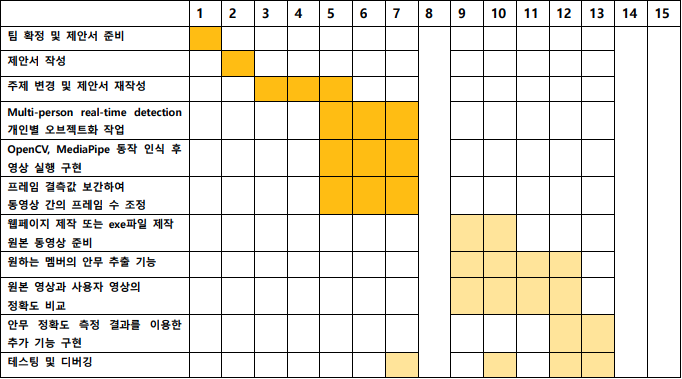 1 2 3 4 5 6 7 8 9 10 11 12 13 14 15
팀 확정 및 제안서 준비
제안서 작성
주제 변경 및 제안서 재작성
Multi-person real-time detection
개인별 오브젝트화 작업
OpenCV, MediaPipe 동작 인식 후
영상 실행 구현
프레임 결측값 보간하여
동영상 간의 프레임 수 조정
웹페이지 제작 또는 exe파일 제작
원본 동영상 준비
원하는 멤버의 안무 추출 기능
원본 영상과 사용자 영상의
정확도 비교
안무 정확도 측정 결과를 이용한
추가 기능 구현
테스팅 및 디버깅